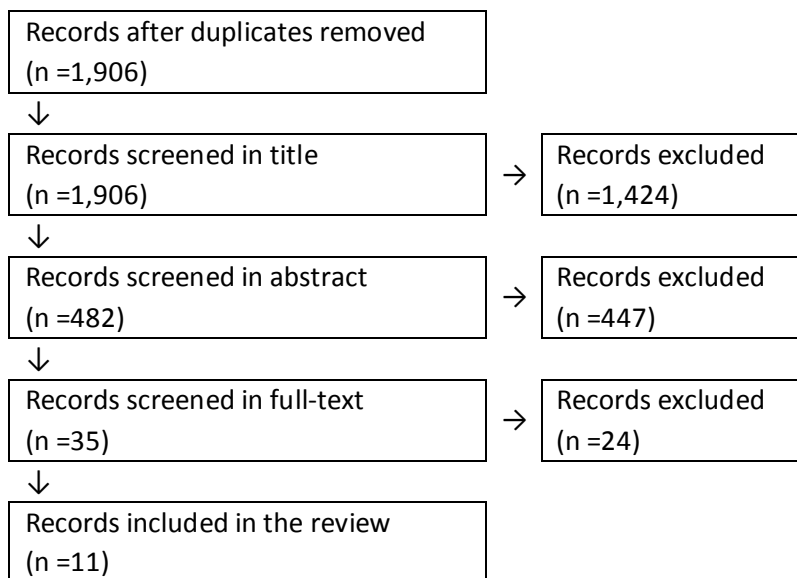 Records after duplicates removed
(n =1,906)
↓
Records screened in title
(n =1,906)
→
Records excluded
(n =1,424)
↓
Records screened in abstract
(n =482)
→
Records excluded
(n =447)
↓
Records screened in full-text
(n =35)
→
Records excluded
(n =24)
↓
Records included in the review
(n =11)